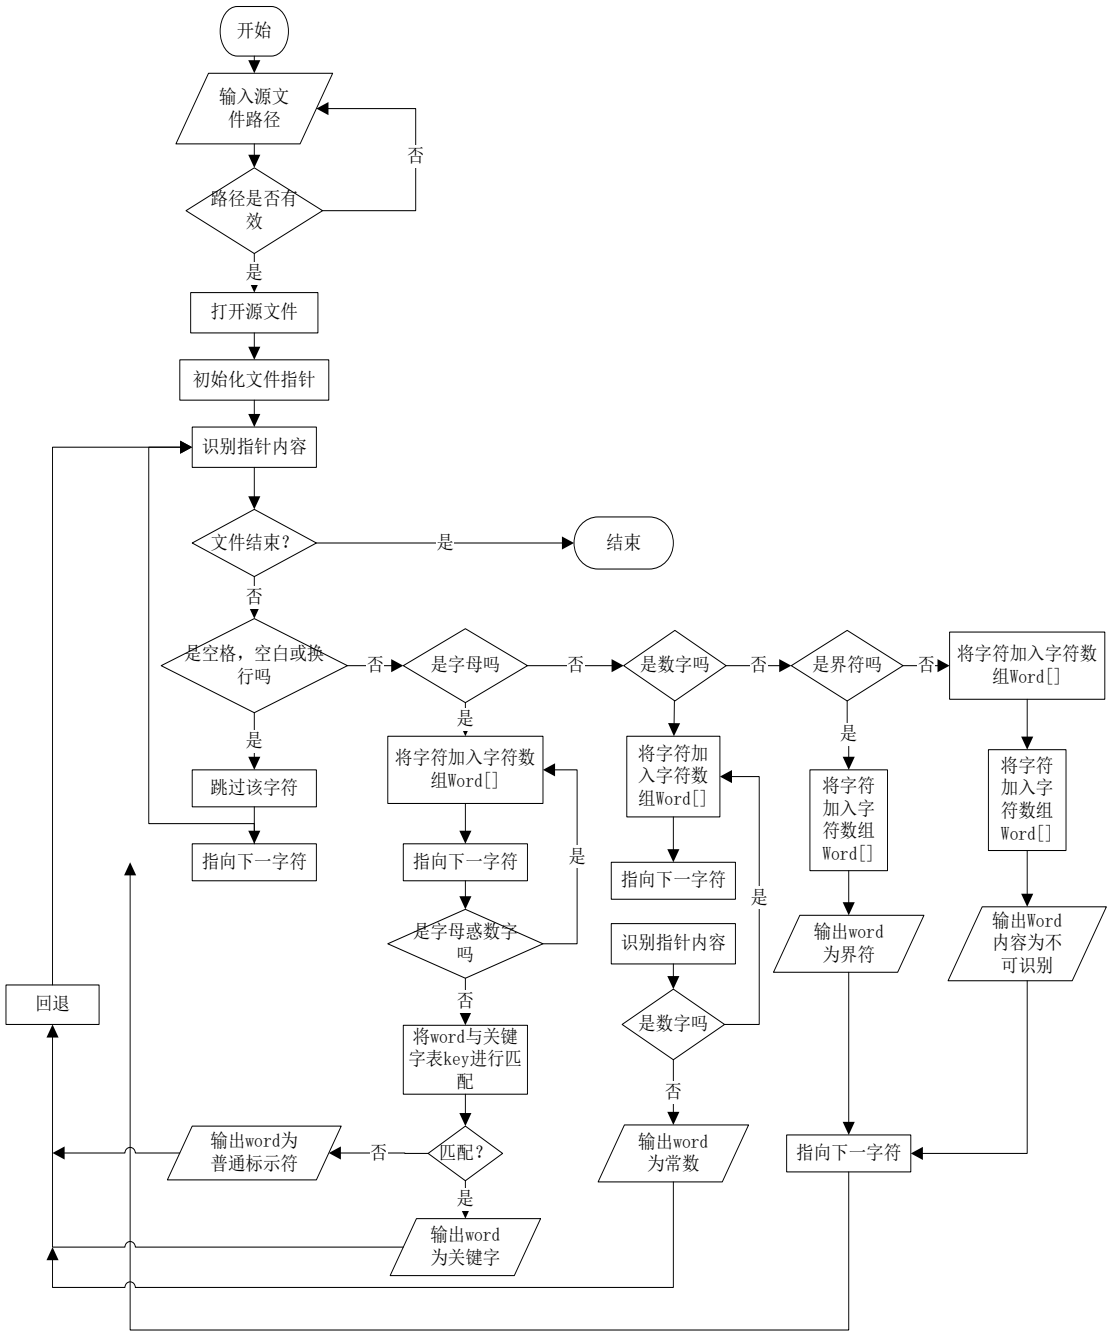 开始
输入源文
件路径
否
路径是否有
效
是
打开源文件
初始化文件指针
识别指针内容
文件结束？
是
结束
否
是空格，空白或换
行吗
否
是字母吗
否
是数字吗
否
是界符吗
否
将字符加入字符数
组Word[]
是
跳过该字符
指向下一字符
是
将字符加入字符数
组Word[]
指向下一字符
是
是字母惑数字
吗
否
将word与关键
字表key进行匹
配
匹配？
否
输出word为
普通标示符
是
输出word
为关键字
回退
将字符加
入字符数
组Word[]
指向下一字符
是
识别指针内容
是数字吗
否
输出word
为常数
是
将字符
加入字
符数组
Word[]
输出word
为界符
指向下一字符
将字符
加入字
符数组
Word[]
输出Word
内容为不
可识别